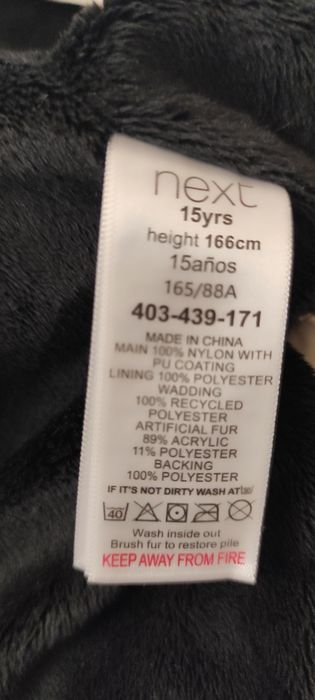 next
15yrs
height 166cm
15años
165/88A
403-439-171
MADE IN CHINA
MAIN 100% NYLON WITH
PU COATING
LINING 100% POLYESTER
WADDING
100% RECYCLED
POLYESTER
ARTIFICIAL FUR
89% ACRYLIC
11% POLYESTER
BACKING
100% POLYESTER
IF IT'S NOT DIRTY WASH AT
40
Wash inside out
Brush fur to restore pile
KEEP AWAY FROM FIRE